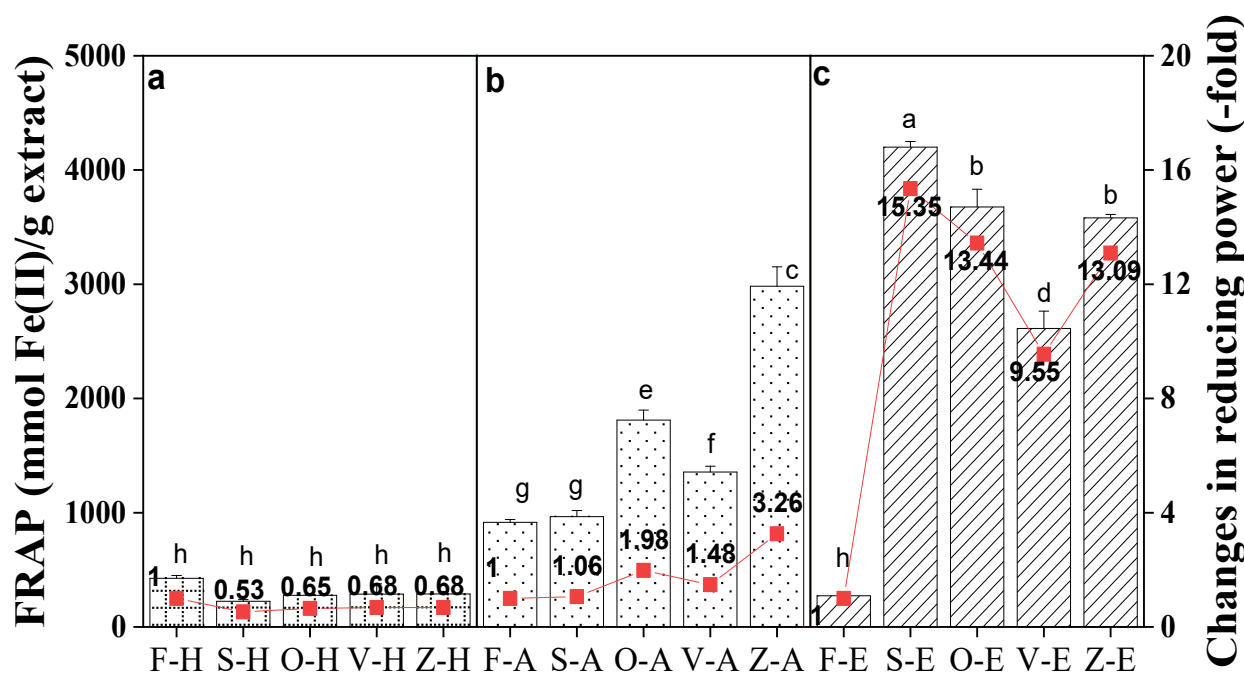 FRAP (mmol Fe(II)/g extract)
5000
4000
3000
2000
1000
0
a
h
h
h
h
h
1
0.53
0.65
0.68
0.68
b
g
g
e
f
c
1
1.06
1.98
1.48
3.26
c
h
a
b
d
b
1
15.35
13.44
9.55
13.09
F-H S-H O-H V-H Z-H F-A S-A O-A V-A Z-A F-E S-E O-E V-E Z-E
20
16
12
8
4
0
Changes in reducing power (-fold)